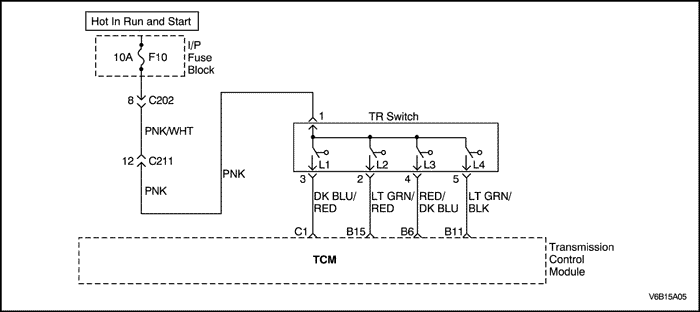 Hot In Run and Start
I/P
Fuse
Block
10A F10
8 C202
PNK/WHT
12 C211
PNK
PNK
1
TR Switch
L1 L2 L3 L4
3 2 4 5
DK BLU/
RED
LT GRN/
RED
RED/
DK BLU
LT GRN/
BLK
C1 B15 B6 B11
TCM
Transmission
Control
Module
V6B15A05